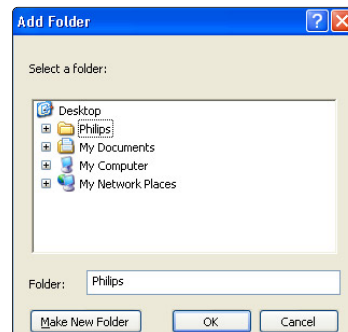 Add Folder
Select a folder:
Desktop
Philips
My Documents
My Computer
My Network Places
Folder: Philips
Make New Folder OK Cancel